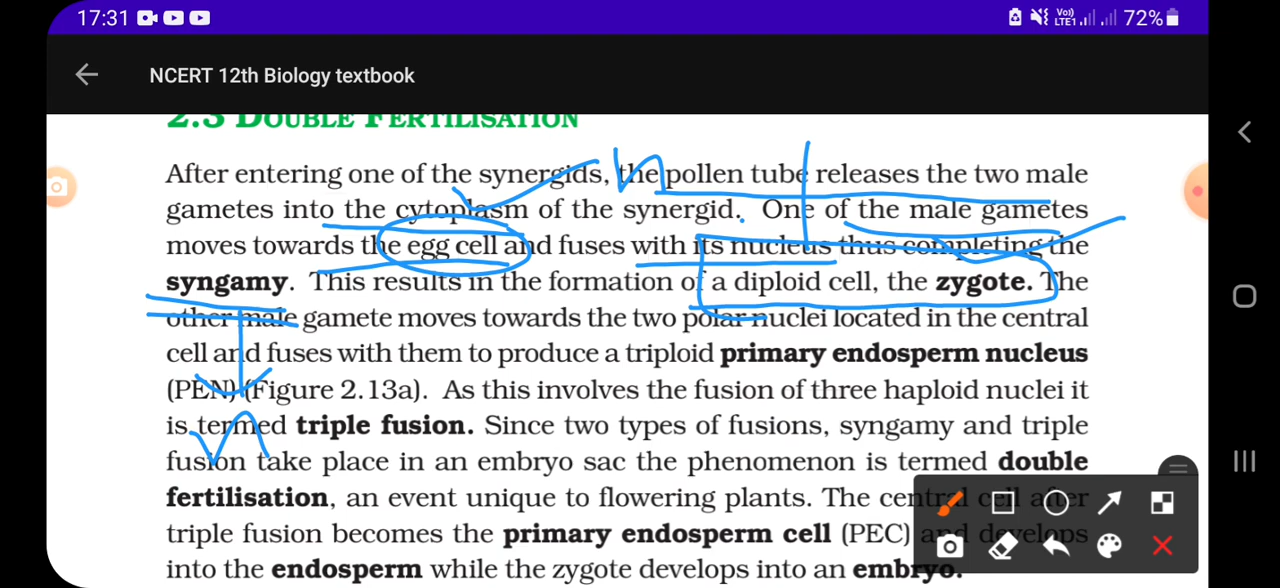 17:31 Vo)) LTE1 72%
NCERT 12th Biology textbook
2.3 DOUBLE FERTILISATION
After entering one of the synergids, the pollen tube releases the two male
gametes into the cytoplasm of the synergid. One of the male gametes
moves towards the egg cell and fuses with its nucleus thus completing the
syngamy. This results in the formation of a diploid cell, the zygote. The
other male gamete moves towards the two polar nuclei located in the central
cell and fuses with them to produce a triploid primary endosperm nucleus
(PEN) (Figure 2.13a). As this involves the fusion of three haploid nuclei it
is termed triple fusion. Since two types of fusions, syngamy and triple
fusion take place in an embryo sac the phenomenon is termed double
fertilisation, an event unique to flowering plants. The central cell after
triple fusion becomes the primary endosperm cell (PEC) and develops
into the endosperm while the zygote develops into an embryo.